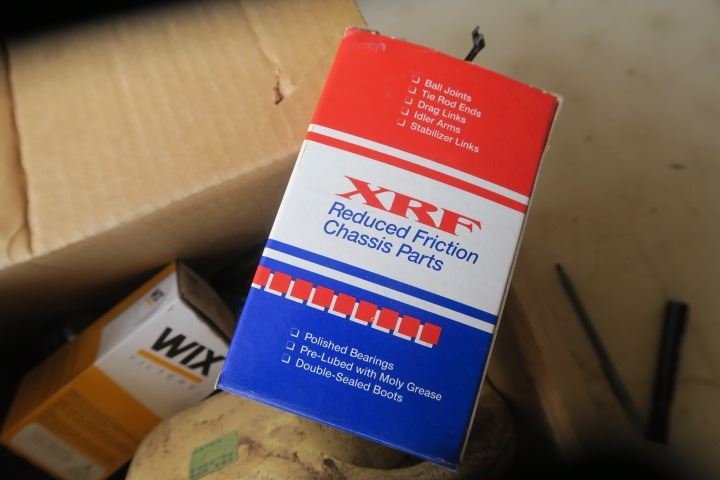 ❏ Ball Joints
❏ Tie Rod Ends
❏ Drag Links
❏ Idler Arms
❏ Stabilizer Links
XRF
Reduced Friction
Chassis Parts
❏ Polished Bearings
❏ Pre-Lubed with Moly Grease
❏ Double-Sealed Boots
WIX
FILTERS